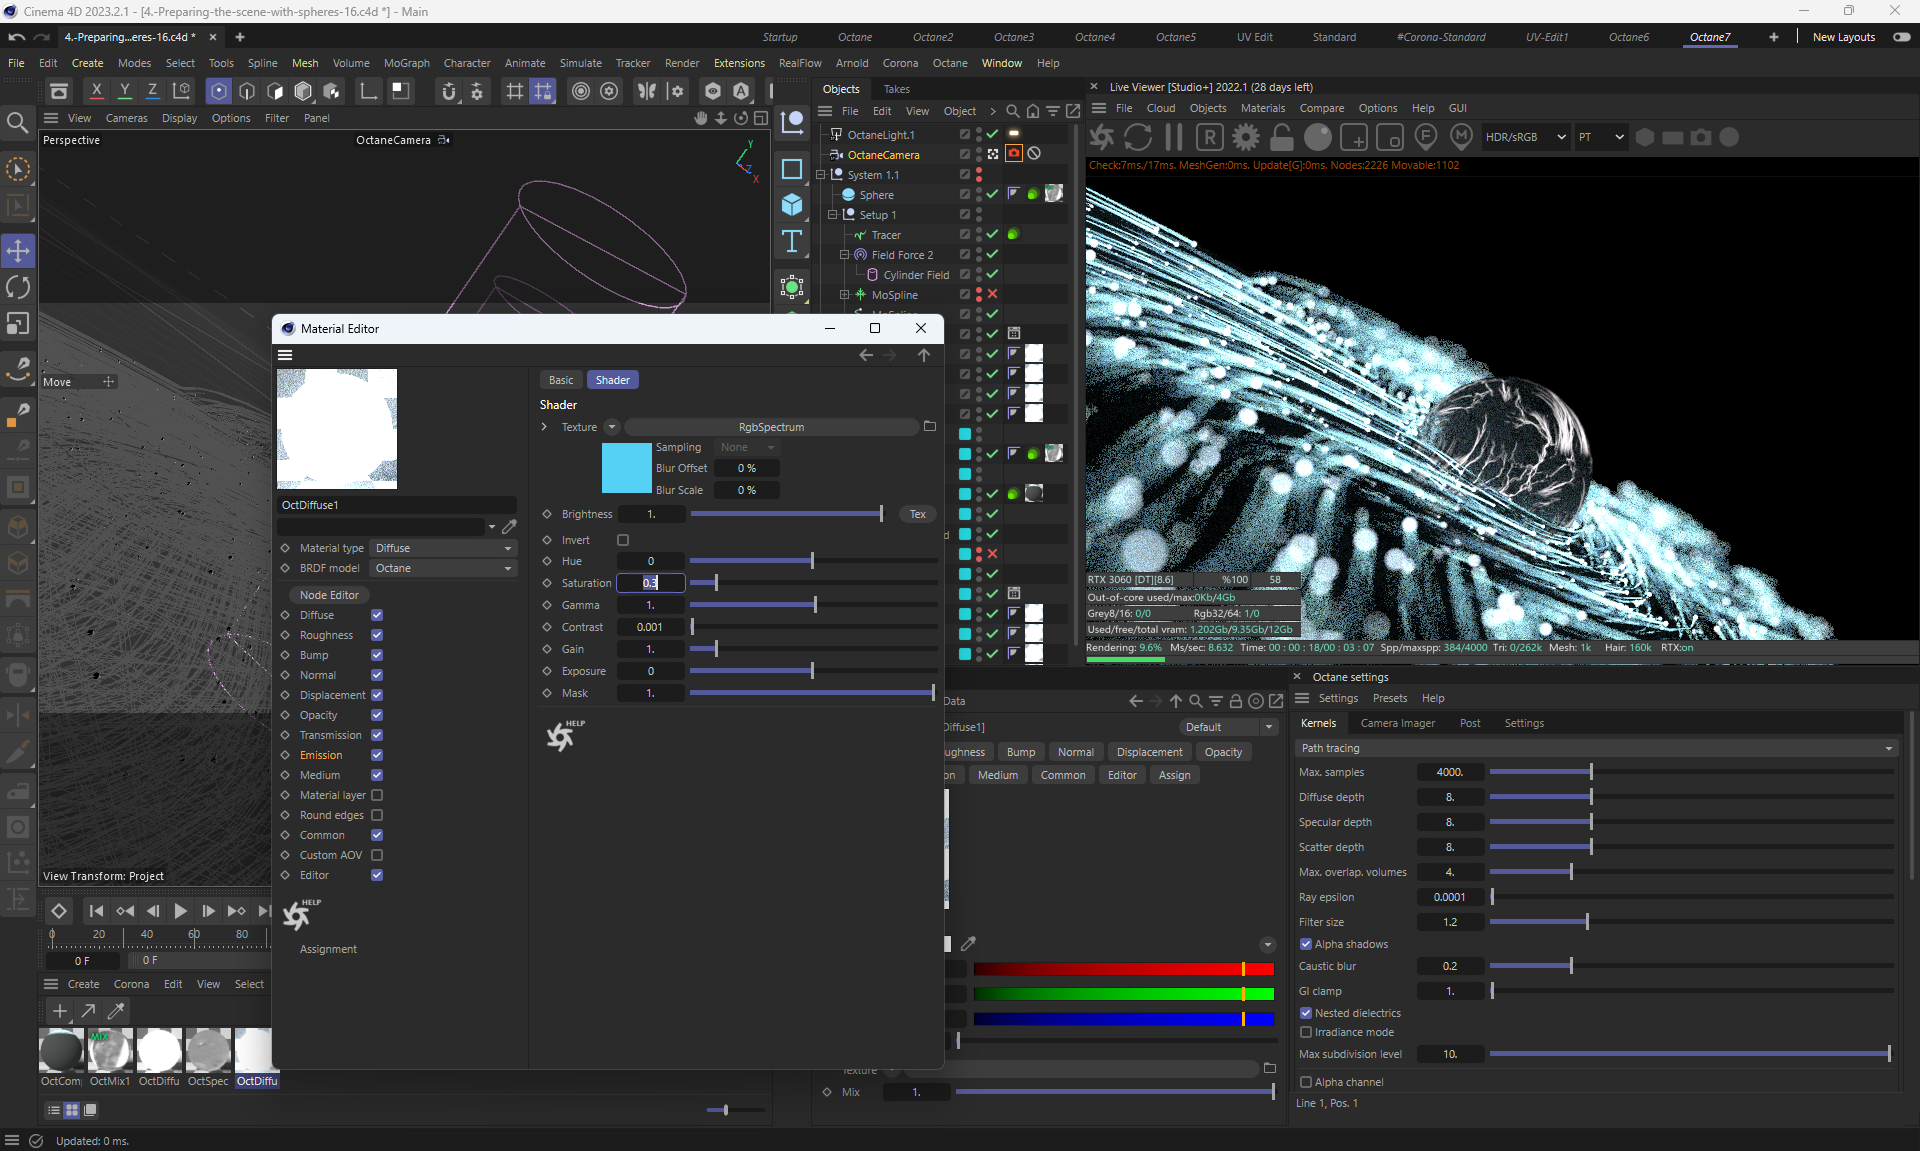 Cinema 4D 2023.2.1 - [4.-Preparing-the-scene-with-spheres-16.c4d *] - Main
4.-Preparing...eres-16.c4d *
Startup Octane Octane2 Octane3 Octane4 Octane5 UV Edit Standard #Corona-Standard UV-Edit1 Octane6 Octane7 New Layouts
File Edit Create Modes Select Tools Spline Mesh Volume MoGraph Character Animate Simulate Tracker Render Extensions RealFlow Arnold Corona Octane Window Help
X Y Z
View Cameras Display Options Filter Panel
Perspective
OctaneCamera
Y
Z
X
Move
View Transform: Project
Objects Takes
File Edit View Object
OctaneLight.1
OctaneCamera
System 1.1
Sphere
Setup 1
Tracer
Field Force 2
Cylinder Field
MoSpline
Live Viewer [Studio+] 2022.1 (28 days left)
File Cloud Objects Materials Compare Options Help GUI
HDR/sRGB PT
Check:7ms./17ms. MeshGen:0ms. Update[G]:0ms. Nodes:2226 Movable:1102
RTX 3060 [DT][8.6] %100 58
Out-of-core used/max:0Kb/4Gb
Grey8/16: 0/0 Rgb32/64: 1/0
Used/free/total vram: 1.202Gb/9.35Gb/12Gb
Rendering: 9.6% Ms/sec: 8.632 Time: 00 : 00 : 18/00 : 03 : 07 Spp/maxspp: 384/4000 Tri: 0/262k Mesh: 1k Hair: 160k RTX:on
Material Editor
OctDiffuse1
Material type Diffuse
BRDF model Octane
Node Editor
Diffuse
Roughness
Bump
Normal
Displacement
Opacity
Transmission
Emission
Medium
Material layer
Round edges
Common
Custom AOV
Editor
HELP
Assignment
Basic Shader
Shader
Texture RgbSpectrum
Sampling None
Blur Offset 0 %
Blur Scale 0 %
Brightness 1. Tex
Invert
Hue 0
Saturation 0.3
Gamma 1.
Contrast 0.001
Gain 1.
Exposure 0
Mask 1.
HELP
Data
Diffuse1]
Default
ughness Bump Normal Displacement Opacity
on Medium Common Editor Assign
Texture
Mix 1.
Octane settings
Settings Presets Help
Kernels Camera Imager Post Settings
Path tracing
Max. samples 4000.
Diffuse depth 8.
Specular depth 8.
Scatter depth 8.
Max. overlap. volumes 4.
Ray epsilon 0.0001
Filter size 1.2
Alpha shadows
Caustic blur 0.2
GI clamp 1.
Nested dielectrics
Irradiance mode
Max subdivision level 10.
Alpha channel
Line 1, Pos. 1
0 20 40 60 80
0 F 0 F
Create Corona Edit View Select
MIX
OctCom OctMix1 OctDiffu OctSpec OctDiffu
Updated: 0 ms.